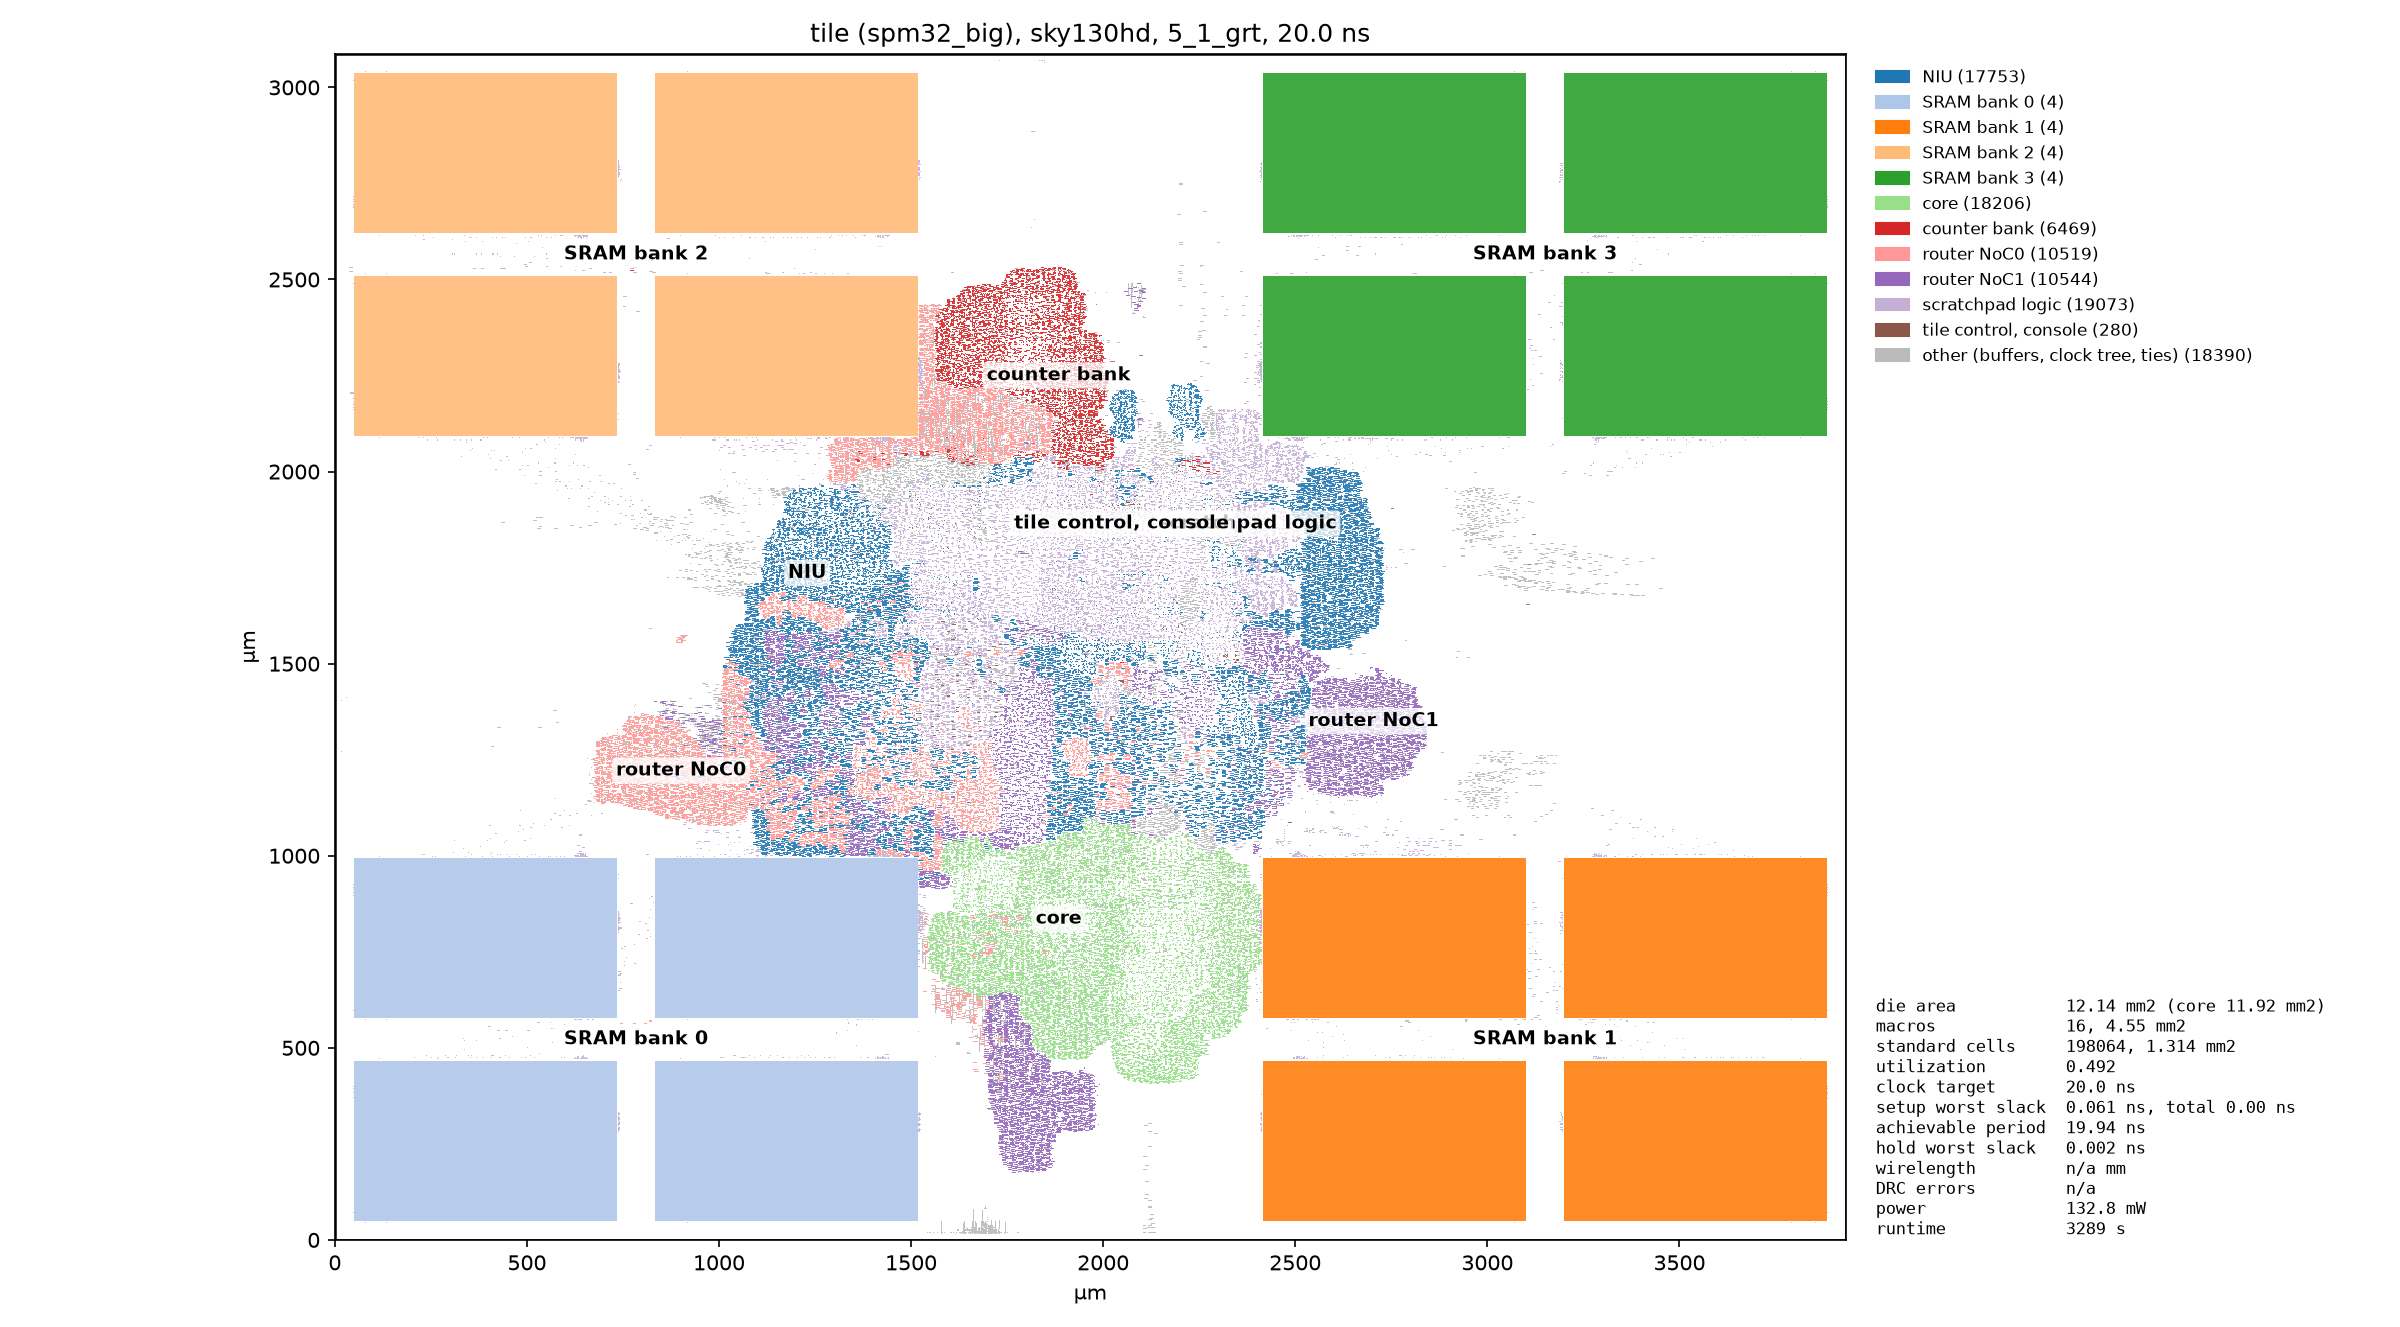 tile (spm32_big), sky130hd, 5_1_grt, 20.0 ns
3000
2500
2000
1500
1000
500
0
µm
0
500
1000
1500
2000
2500
3000
3500
µm
SRAM bank 2
SRAM bank 3
counter bank
tile control, console pad logic
NIU
router NoC1
router NoC0
core
SRAM bank 0
SRAM bank 1
NIU (17753)
SRAM bank 0 (4)
SRAM bank 1 (4)
SRAM bank 2 (4)
SRAM bank 3 (4)
core (18206)
counter bank (6469)
router NoC0 (10519)
router NoC1 (10544)
scratchpad logic (19073)
tile control, console (280)
other (buffers, clock tree, ties) (18390)
die area 12.14 mm2 (core 11.92 mm2)
macros 16, 4.55 mm2
standard cells 198064, 1.314 mm2
utilization 0.492
clock target 20.0 ns
setup worst slack 0.061 ns, total 0.00 ns
achievable period 19.94 ns
hold worst slack 0.002 ns
wirelength n/a mm
DRC errors n/a
power 132.8 mW
runtime 3289 s